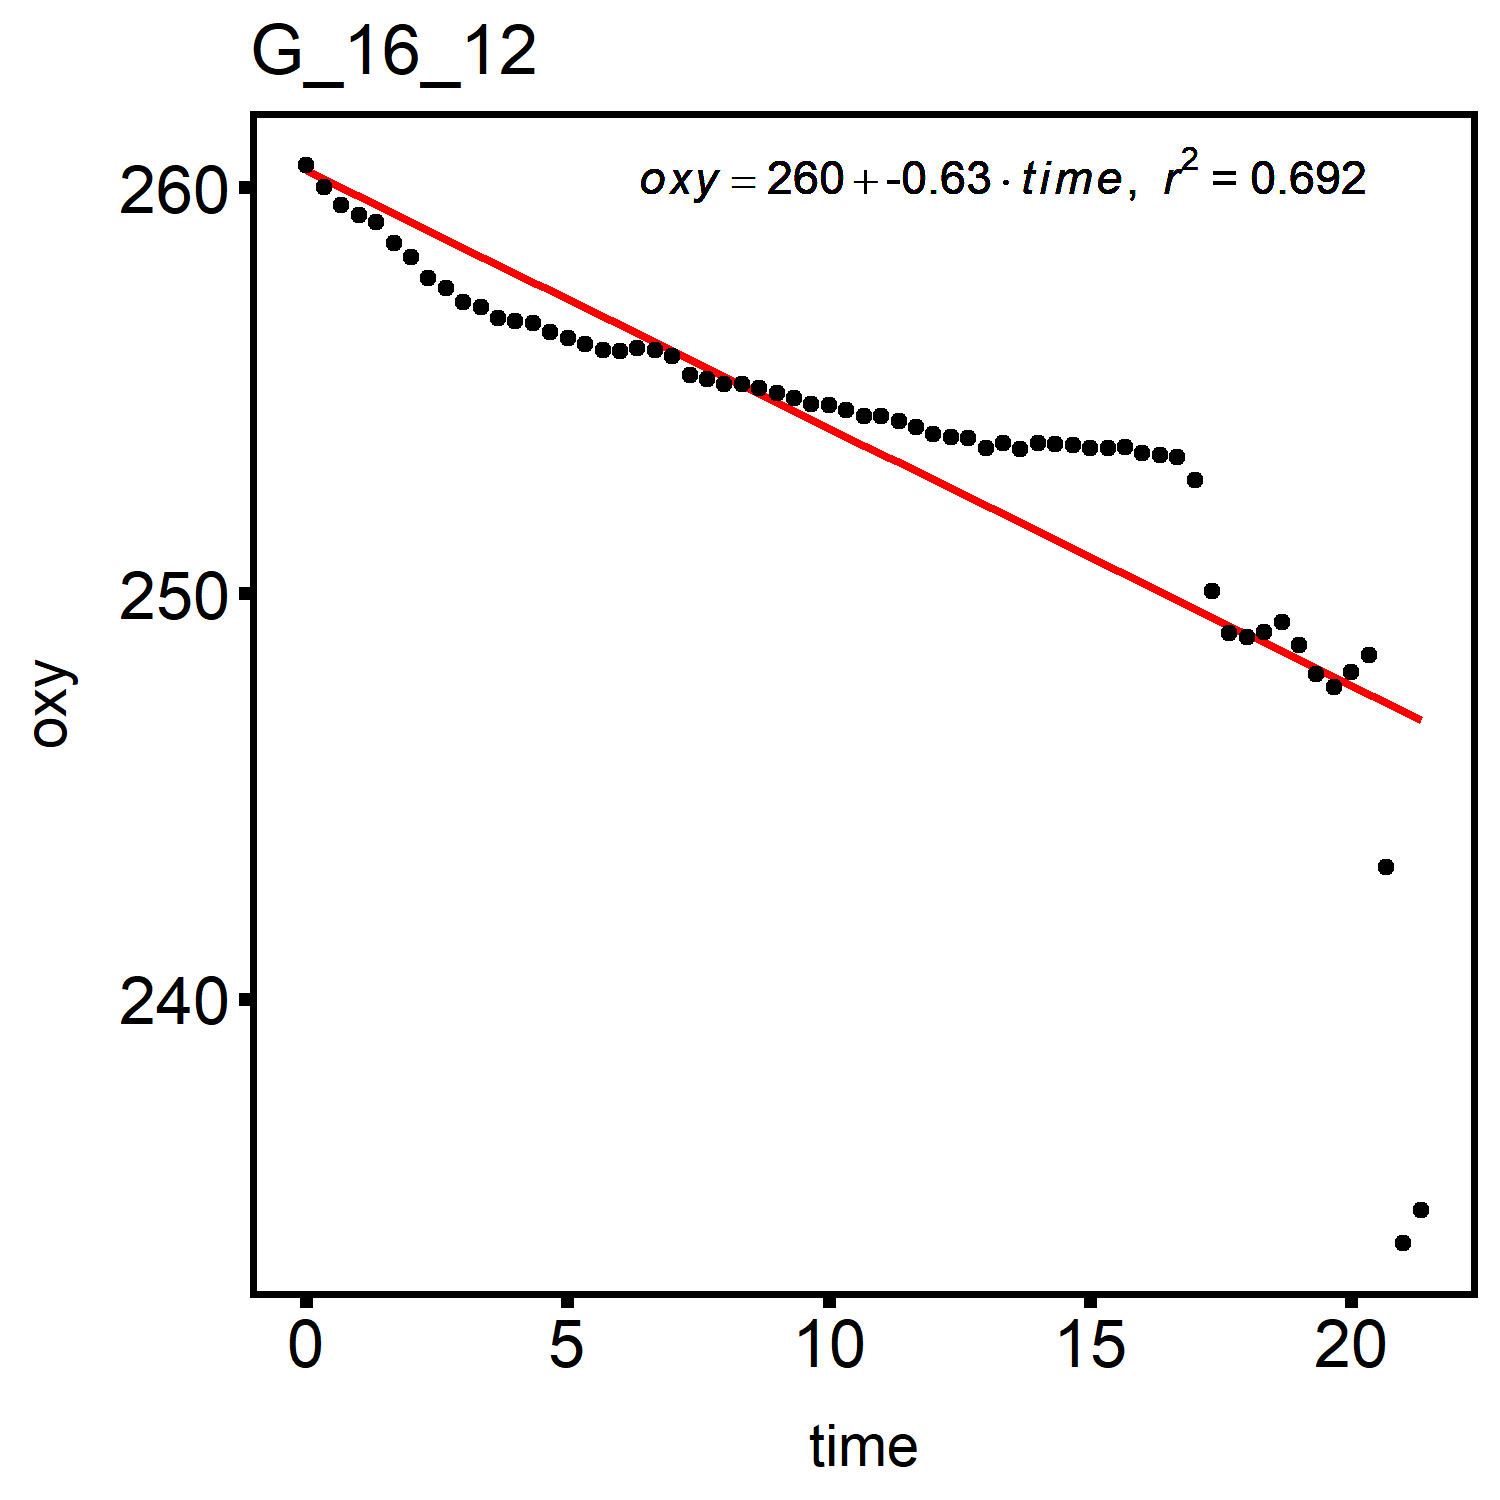 G_16_12
oxy = 260 + -0.63 · time, r² = 0.692
260
250
240
oxy
0 5 10 15 20
time